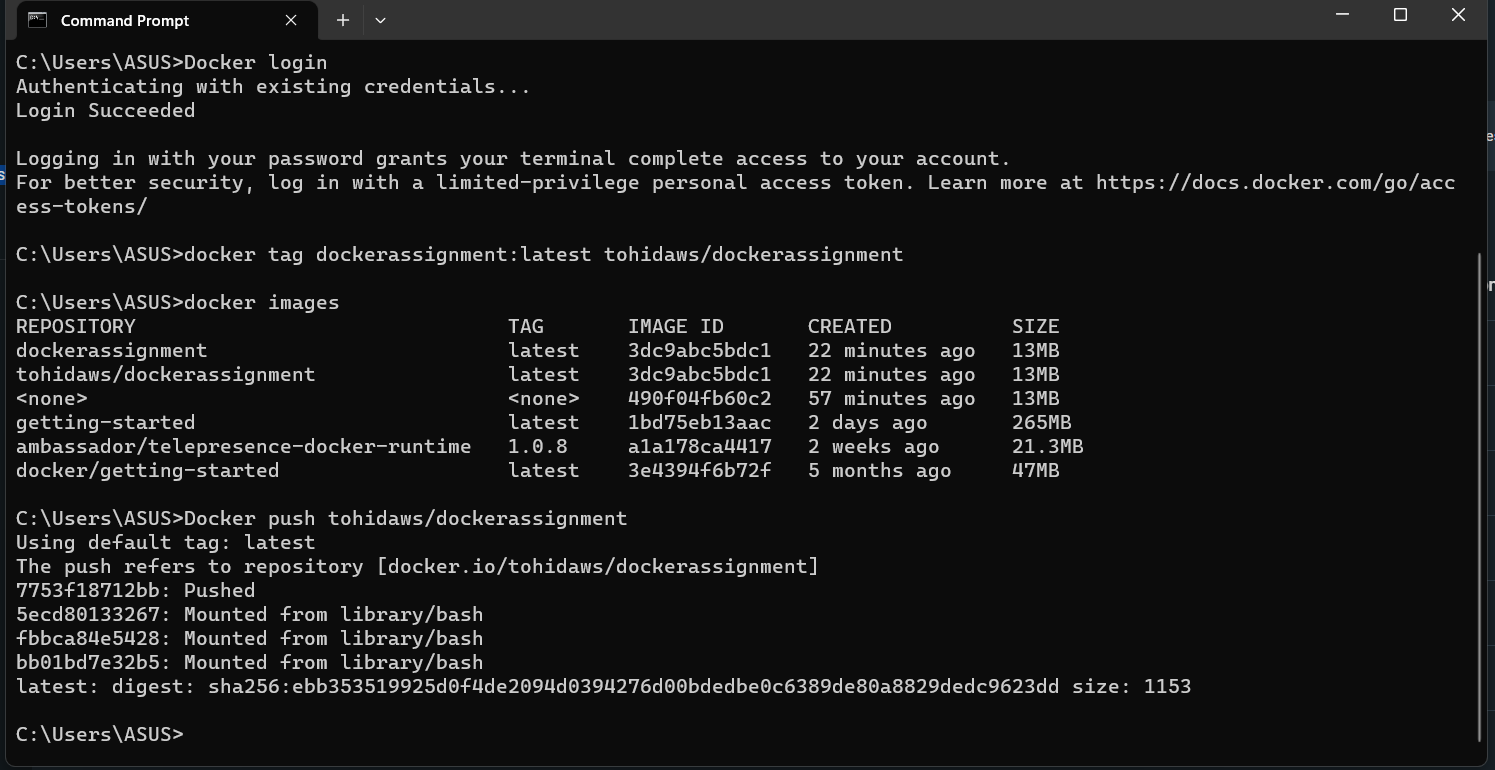 Command Prompt
C:\Users\ASUS>Docker login
Authenticating with existing credentials...
Login Succeeded
Logging in with your password grants your terminal complete access to your account.
For better security, log in with a limited-privilege personal access token. Learn more at https://docs.docker.com/go/acc
ess-tokens/
C:\Users\ASUS>docker tag dockerassignment:latest tohidaws/dockerassignment
C:\Users\ASUS>docker images
REPOSITORY TAG IMAGE ID CREATED SIZE
dockerassignment latest 3dc9abc5bdc1 22 minutes ago 13MB
tohidaws/dockerassignment latest 3dc9abc5bdc1 22 minutes ago 13MB
<none> <none> 490f04fb60c2 57 minutes ago 13MB
getting-started latest 1bd75eb13aac 2 days ago 265MB
ambassador/telepresence-docker-runtime 1.0.8 a1a178ca4417 2 weeks ago 21.3MB
docker/getting-started latest 3e4394f6b72f 5 months ago 47MB
C:\Users\ASUS>Docker push tohidaws/dockerassignment
Using default tag: latest
The push refers to repository [docker.io/tohidaws/dockerassignment]
7753f18712bb: Pushed
5ecd80133267: Mounted from library/bash
fbbca84e5428: Mounted from library/bash
bb01bd7e32b5: Mounted from library/bash
latest: digest: sha256:ebb353519925d0f4de2094d0394276d00bdedbe0c6389de80a8829dedc9623dd size: 1153
C:\Users\ASUS>